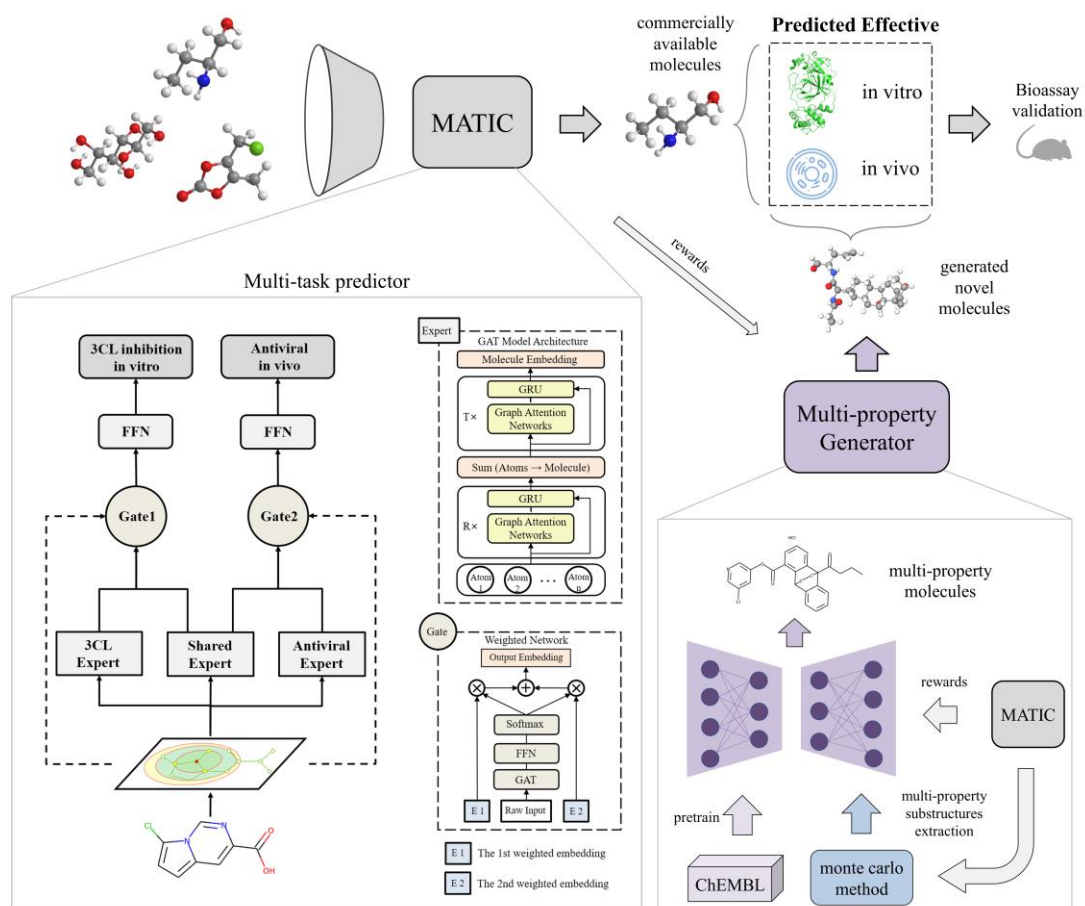 commercially
available
molecules
Predicted Effective
in vitro
in vivo
Bioassay
validation
MATIC
rewards
generated
novel
molecules
Multi-property
Generator
Multi-task predictor
3CL inhibition
in vitro
Antiviral
in vivo
FFN
FFN
Gate1
Gate2
3CL
Expert
Shared
Expert
Antiviral
Expert
Cl
N
N
O
OH
Expert
GAT Model Architecture
Molecule Embedding
GRU
T×
Graph Attention
Networks
Sum (Atoms → Molecule)
GRU
R×
Graph Attention
Networks
Atom
1
Atom
2
···
Atom
n
Gate
Weighted Network
Output Embedding
Softmax
FFN
GAT
E 1
Raw Input
E 2
E 1 The 1st weighted embedding
E 2 The 2nd weighted embedding
HCl
multi-property
molecules
rewards
MATIC
pretrain
multi-property
substructures
extraction
ChEMBL
monte carlo
method